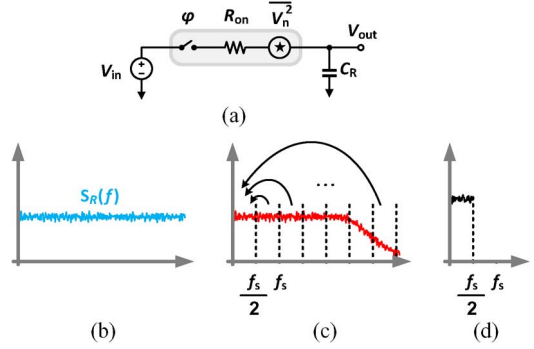 φ R_on V_n^2
V_in V_out C_R
(a)
S_R(f)
...
f_s/2 f_s f_s/2 f_s
(b) (c) (d)